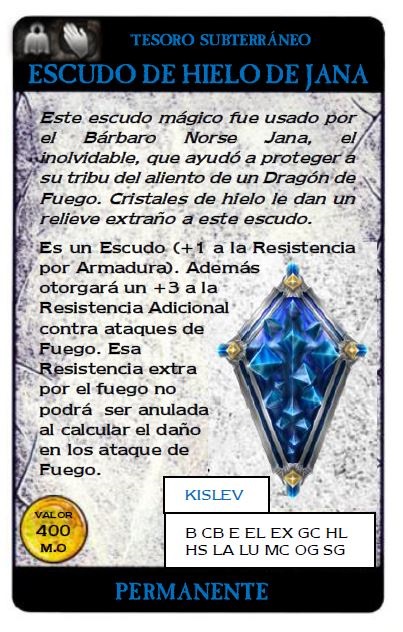 TESORO SUBTERRÁNEO
ESCUDO DE HIELO DE JANA
Este escudo mágico fue usado por
el Bárbaro Norse Jana, el
inolvidable, que ayudó a proteger a
su tribu del aliento de un Dragón de
Fuego. Cristales de hielo le dan un
relieve extraño a este escudo.
Es un Escudo (+1 a la Resistencia
por Armadura). Además
otorgará un +3 a la
Resistencia Adicional
contra ataques de
Fuego. Esa
Resistencia extra
por el fuego no
podrá ser anulada
al calcular el daño
en los ataque de
Fuego.
KISLEV
VALOR
400
M.O
B CB E EL EX GC HL
HS LA LU MC OG SG
PERMANENTE